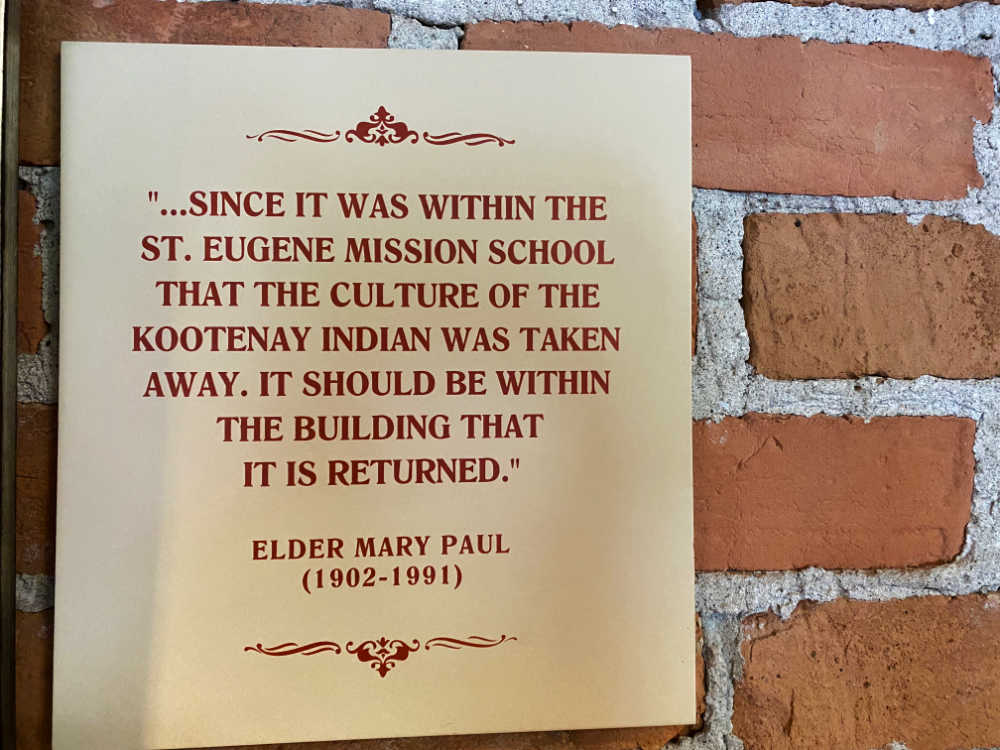 "...SINCE IT WAS WITHIN THE
ST. EUGENE MISSION SCHOOL
THAT THE CULTURE OF THE
KOOTENAY INDIAN WAS TAKEN
AWAY. IT SHOULD BE WITHIN
THE BUILDING THAT
IT IS RETURNED."
ELDER MARY PAUL
(1902-1991)